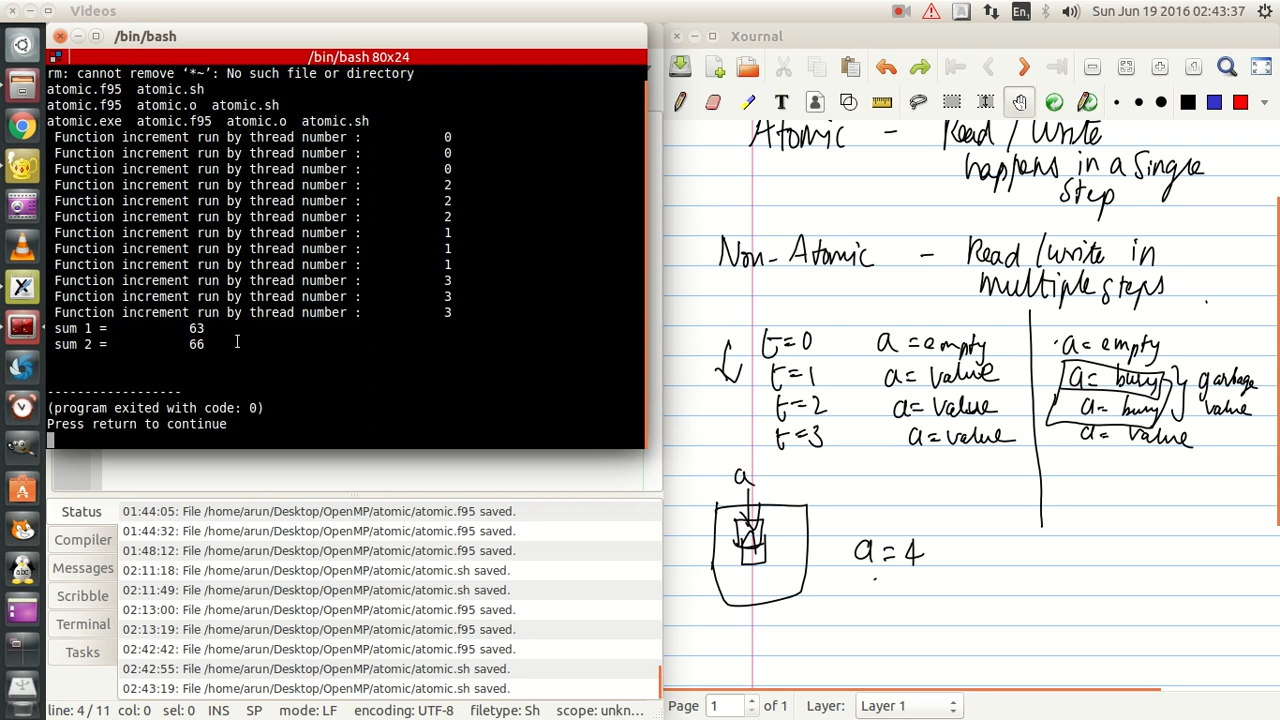 Videos
En1
Sun Jun 19 2016 02:43:37
/bin/bash
/bin/bash 80x24
rm: cannot remove ‘*~’: No such file or directory
atomic.f95  atomic.sh
atomic.f95  atomic.o  atomic.sh
atomic.exe  atomic.f95  atomic.o  atomic.sh
Function increment run by thread number :           0
Function increment run by thread number :           0
Function increment run by thread number :           0
Function increment run by thread number :           2
Function increment run by thread number :           2
Function increment run by thread number :           2
Function increment run by thread number :           1
Function increment run by thread number :           1
Function increment run by thread number :           1
Function increment run by thread number :           3
Function increment run by thread number :           3
Function increment run by thread number :           3
sum 1 =          63
sum 2 =          66
------------------
(program exited with code: 0)
Press return to continue
Status
Compiler
Messages
Scribble
Terminal
Tasks
01:44:05: File /home/arun/Desktop/OpenMP/atomic/atomic.f95 saved.
01:44:32: File /home/arun/Desktop/OpenMP/atomic/atomic.f95 saved.
01:48:12: File /home/arun/Desktop/OpenMP/atomic/atomic.f95 saved.
02:11:18: File /home/arun/Desktop/OpenMP/atomic/atomic.sh saved.
02:11:49: File /home/arun/Desktop/OpenMP/atomic/atomic.sh saved.
02:13:00: File /home/arun/Desktop/OpenMP/atomic/atomic.f95 saved.
02:13:19: File /home/arun/Desktop/OpenMP/atomic/atomic.f95 saved.
02:42:42: File /home/arun/Desktop/OpenMP/atomic/atomic.f95 saved.
02:42:55: File /home/arun/Desktop/OpenMP/atomic/atomic.sh saved.
02:43:19: File /home/arun/Desktop/OpenMP/atomic/atomic.sh saved.
line: 4 / 11  col: 0  sel: 0  INS  SP  mode: LF  encoding: UTF-8  filetype: Sh  scope: unkn...
Xournal
Atomic - Read / Write
happens in a single
step
Non-Atomic - Read / write in
multiple steps
t=0 a = empty
t=1 a = value
t=2 a = value
t=3 a = value
a = empty
a = busy
a = busy
a = value
garbage
value
a
a = 4
Page 1 of 1 Layer: Layer 1